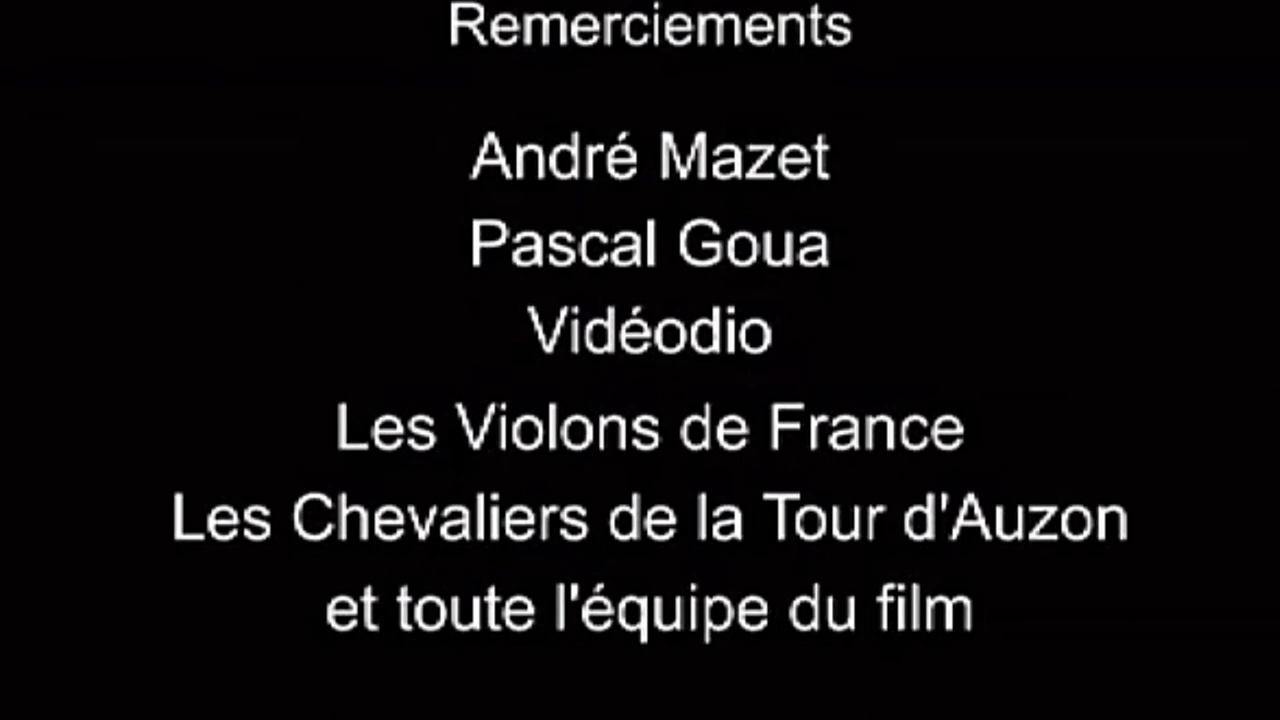 Remerciements
André Mazet
Pascal Goua
Vidéodio
Les Violons de France
Les Chevaliers de la Tour d'Auzon
et toute l'équipe du film